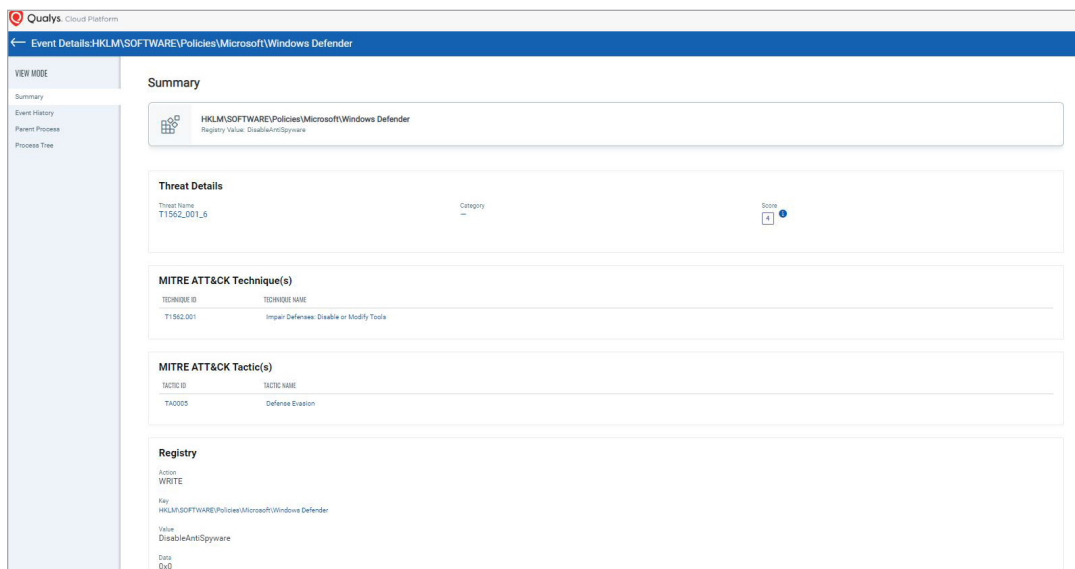 Qualys. Cloud Platform
← Event Details:HKLM\SOFTWARE\Policies\Microsoft\Windows Defender
VIEW MODE
Summary
Event History
Parent Process
Process Tree
Summary
HKLM\SOFTWARE\Policies\Microsoft\Windows Defender
Registry Value: DisableAntiSpyware
Threat Details
Threat Name Category Score
T1562_001_6 — 4 i
MITRE ATT&CK Technique(s)
TECHNIQUE ID TECHNIQUE NAME
T1562.001 Impair Defenses: Disable or Modify Tools
MITRE ATT&CK Tactic(s)
TACTIC ID TACTIC NAME
TA0005 Defense Evasion
Registry
Action
WRITE
Key
HKLM\SOFTWARE\Policies\Microsoft\Windows Defender
Value
DisableAntiSpyware
Data
0x0